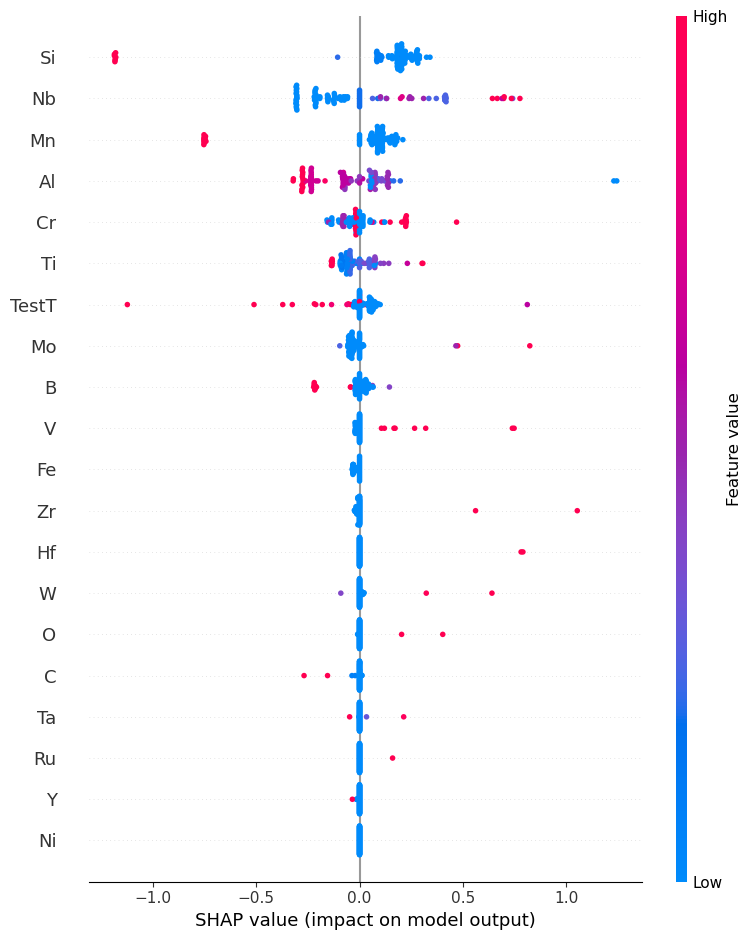 High
Si
Nb
Mn
Al
Cr
Ti
TestT
Mo
B
V
Fe
Zr
Hf
W
O
C
Ta
Ru
Y
Ni
Feature value
Low
−1.0 −0.5 0.0 0.5 1.0
SHAP value (impact on model output)